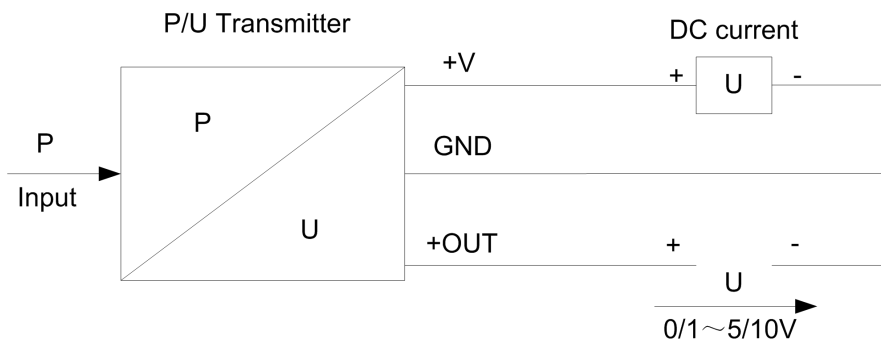 P/U Transmitter
DC current
+V
+ U -
P
P
GND
Input
U
+OUT
+ -
U
0/1～5/10V